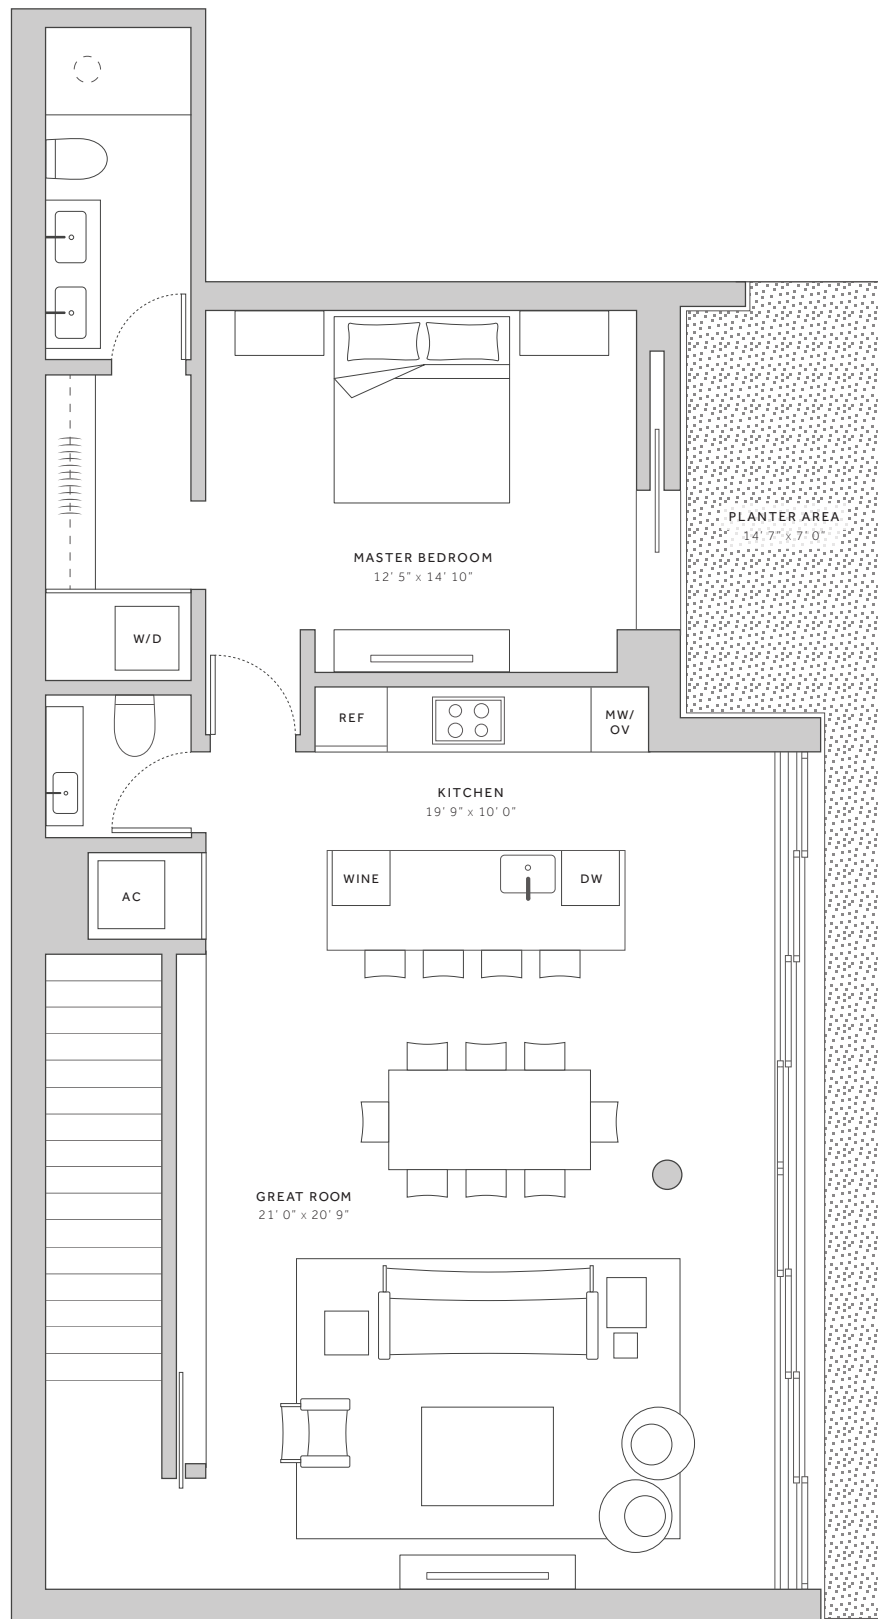 PLANTER AREA
14' 7" x 7' 0"
MASTER BEDROOM
12' 5" x 14' 10"
W/D
REF
MW/
OV
KITCHEN
19' 9" x 10' 0"
WINE
DW
AC
GREAT ROOM
21' 0" x 20' 9"